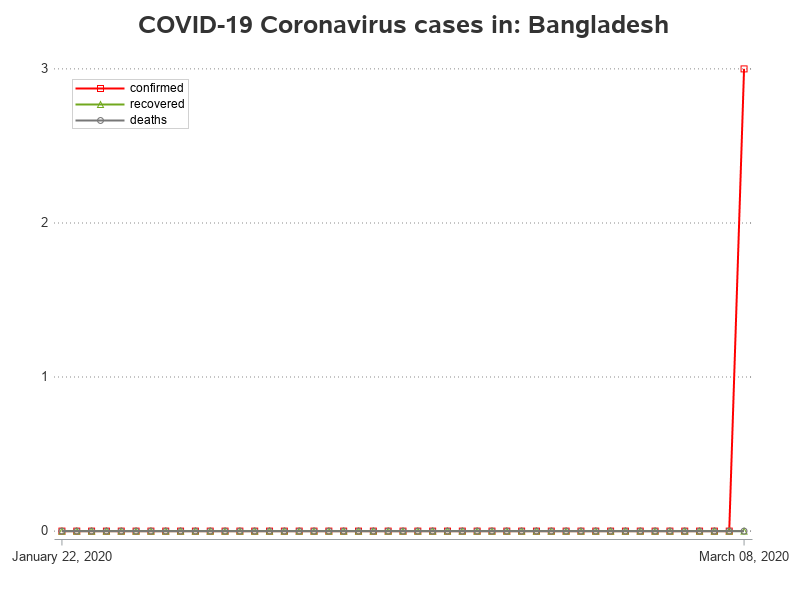 COVID-19 Coronavirus cases in: Bangladesh
3
confirmed
recovered
deaths
2
1
0
January 22, 2020
March 08, 2020